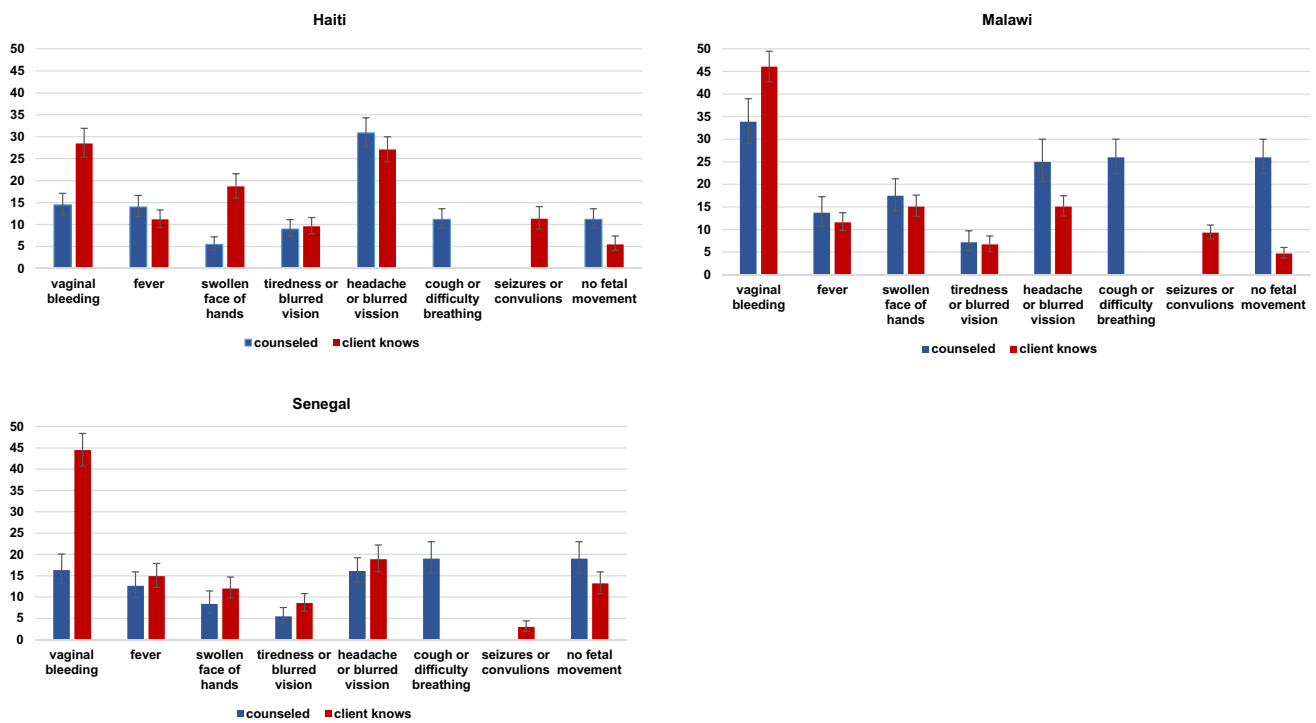 Haiti
50
45
40
35
30
25
20
15
10
5
0
vaginal bleeding
fever
swollen face of hands
tiredness or blurred vision
headache or blurred vission
cough or difficulty breathing
seizures or convulions
no fetal movement
counseled client knows
Malawi
50
45
40
35
30
25
20
15
10
5
0
vaginal bleeding
fever
swollen face of hands
tiredness or blurred vision
headache or blurred vission
cough or difficulty breathing
seizures or convulions
no fetal movement
counseled client knows
Senegal
50
45
40
35
30
25
20
15
10
5
0
vaginal bleeding
fever
swollen face of hands
tiredness or blurred vision
headache or blurred vission
cough or difficulty breathing
seizures or convulions
no fetal movement
counseled client knows